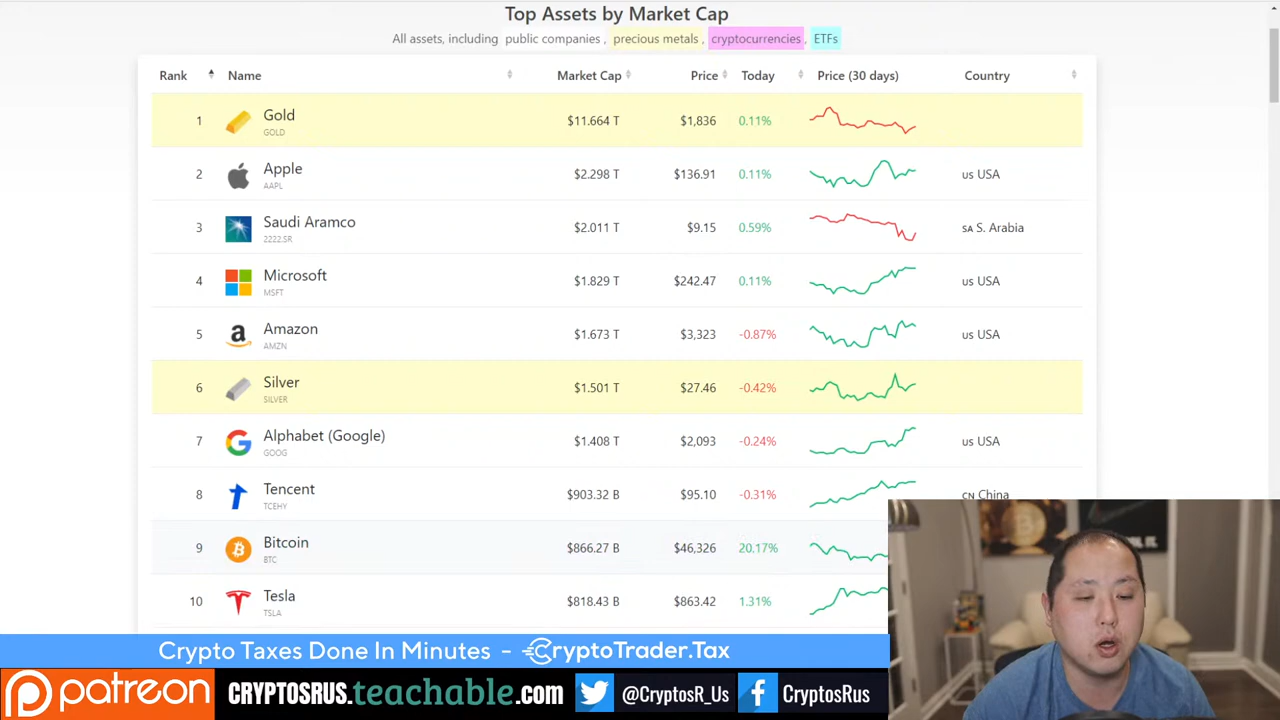 Top Assets by Market Cap
All assets, including public companies , precious metals , cryptocurrencies , ETFs
Rank Name Market Cap Price Today Price (30 days) Country
1 Gold $11.664 T $1,836 0.11%
GOLD
2 Apple $2.298 T $136.91 0.11% us USA
AAPL
3 Saudi Aramco $2.011 T $9.15 0.59% SA S. Arabia
2222.SR
4 Microsoft $1.829 T $242.47 0.11% us USA
MSFT
5 Amazon $1.673 T $3,323 -0.87% us USA
AMZN
6 Silver $1.501 T $27.46 -0.42%
SILVER
7 Alphabet (Google) $1.408 T $2,093 -0.24% us USA
GOOG
8 Tencent $903.32 B $95.10 -0.31% CN China
TCEHY
9 Bitcoin $866.27 B $46,326 20.17%
BTC
10 Tesla $818.43 B $863.42 1.31%
TSLA
Crypto Taxes Done In Minutes - CryptoTrader.Tax
patreon CRYPTOSRUS.teachable.com @CryptosR_Us CryptosRus